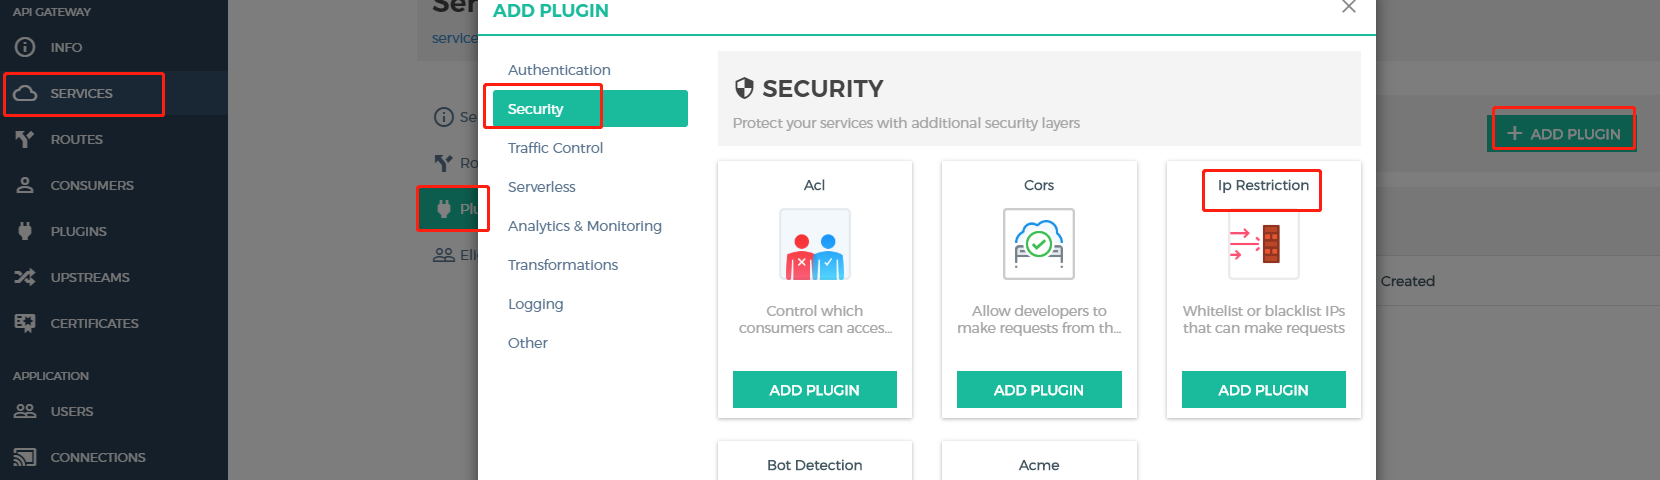 API GATEWAY
INFO
SERVICES
ROUTES
CONSUMERS
PLUGINS
UPSTREAMS
CERTIFICATES
APPLICATION
USERS
CONNECTIONS
Ser
service
Se
Ro
Plu
Eli
ADD PLUGIN
Authentication
Security
Traffic Control
Serverless
Analytics & Monitoring
Transformations
Logging
Other
SECURITY
Protect your services with additional security layers
Acl
Control which
consumers can acces...
ADD PLUGIN
Cors
Allow developers to
make requests from th...
ADD PLUGIN
Ip Restriction
Whitelist or blacklist IPs
that can make requests
ADD PLUGIN
Bot Detection
Acme
+ ADD PLUGIN
Created